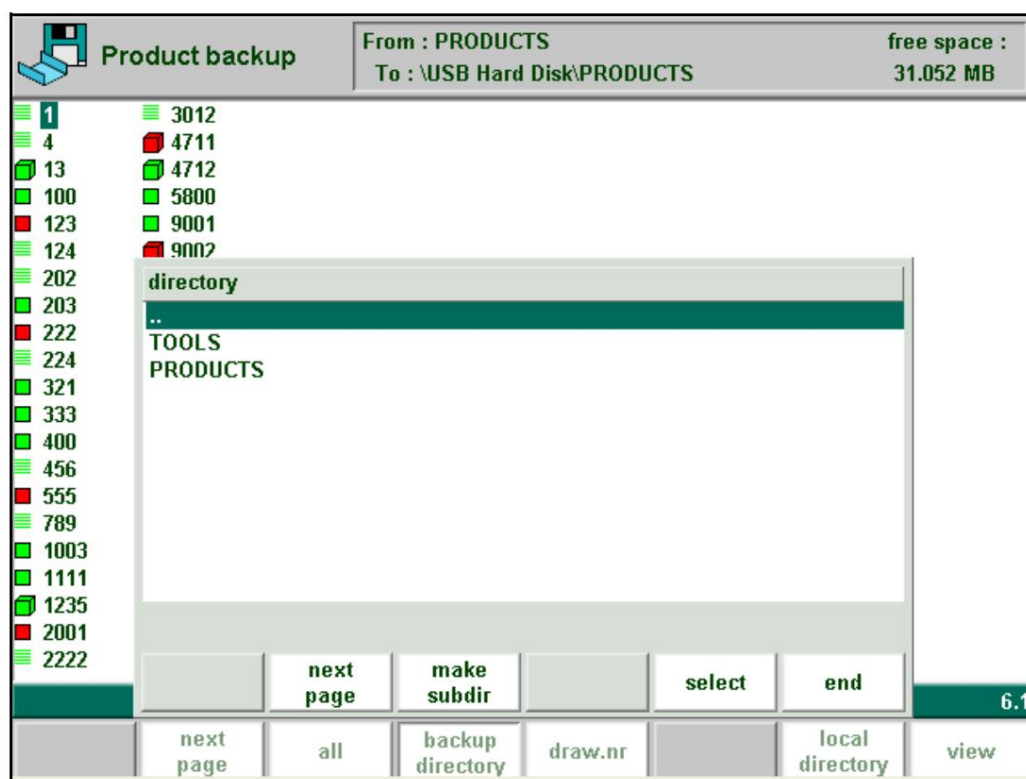 Product backup
From : PRODUCTS
To : \USB Hard Disk\PRODUCTS
free space :
31.052 MB
1
4
13
100
123
124
202
203
222
224
321
333
400
456
555
789
1003
1111
1235
2001
2222
3012
4711
4712
5800
9001
9002
directory
..
TOOLS
PRODUCTS
next
page
make
subdir
select
end
6.1
next
page
all
backup
directory
draw.nr
local
directory
view